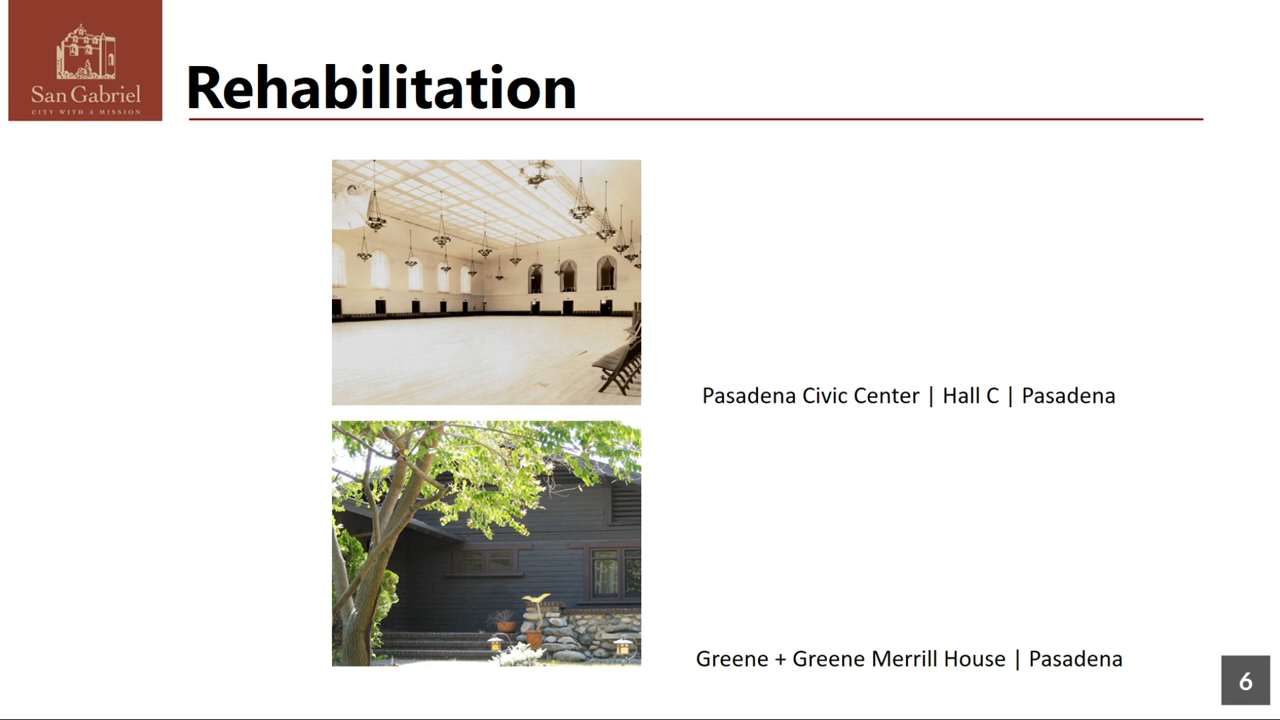 San Gabriel
CITY WITH A MISSION
Rehabilitation
Pasadena Civic Center | Hall C | Pasadena
Greene + Greene Merrill House | Pasadena
6